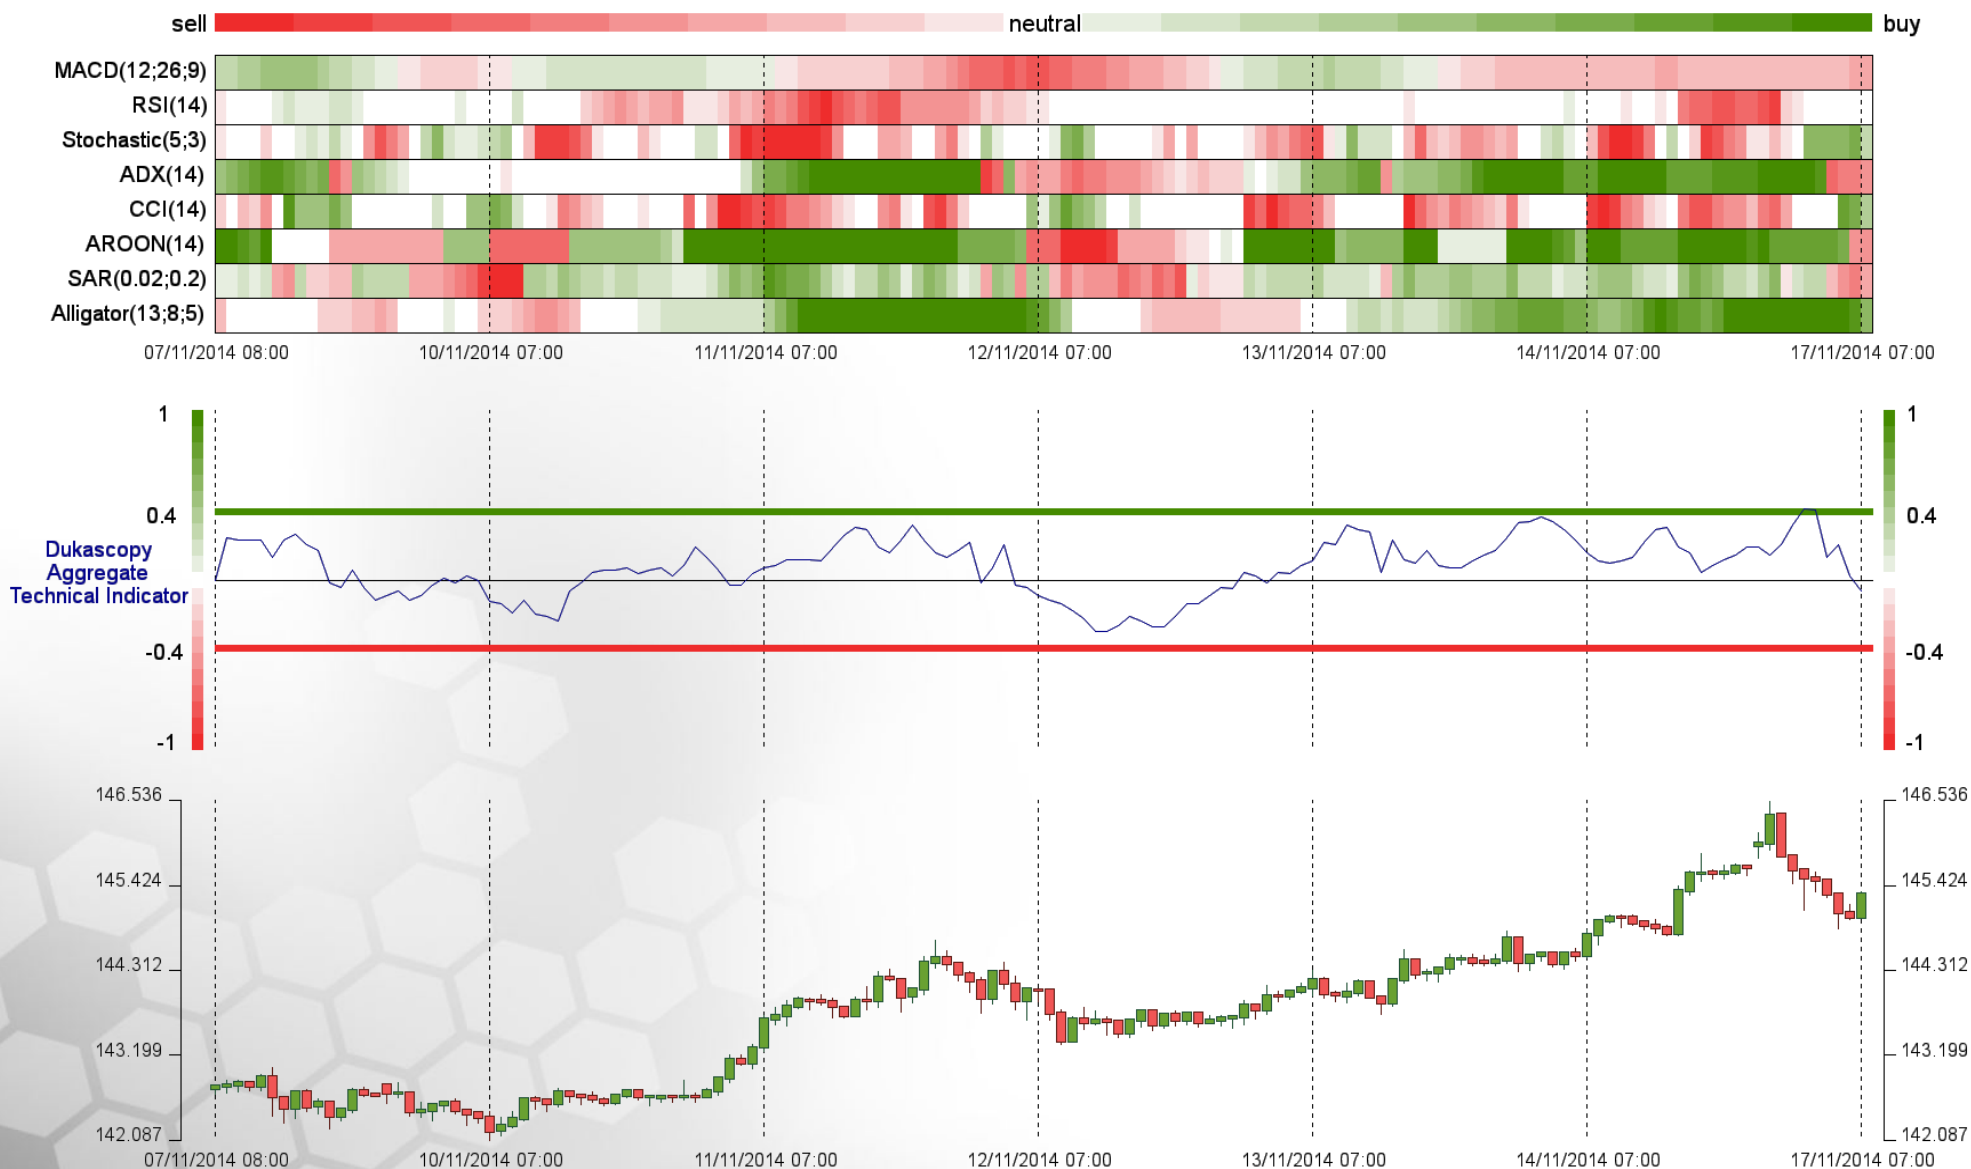 sell neutral buy
MACD(12;26;9)
RSI(14)
Stochastic(5;3)
ADX(14)
CCI(14)
AROON(14)
SAR(0.02;0.2)
Alligator(13;8;5)
07/11/2014 08:00 10/11/2014 07:00 11/11/2014 07:00 12/11/2014 07:00 13/11/2014 07:00 14/11/2014 07:00 17/11/2014 07:00
1 1
0.4 0.4
Dukascopy
Aggregate
Technical Indicator
-0.4 -0.4
-1 -1
146.536 146.536
145.424 145.424
144.312 144.312
143.199 143.199
142.087 142.087
07/11/2014 08:00 10/11/2014 07:00 11/11/2014 07:00 12/11/2014 07:00 13/11/2014 07:00 14/11/2014 07:00 17/11/2014 07:00